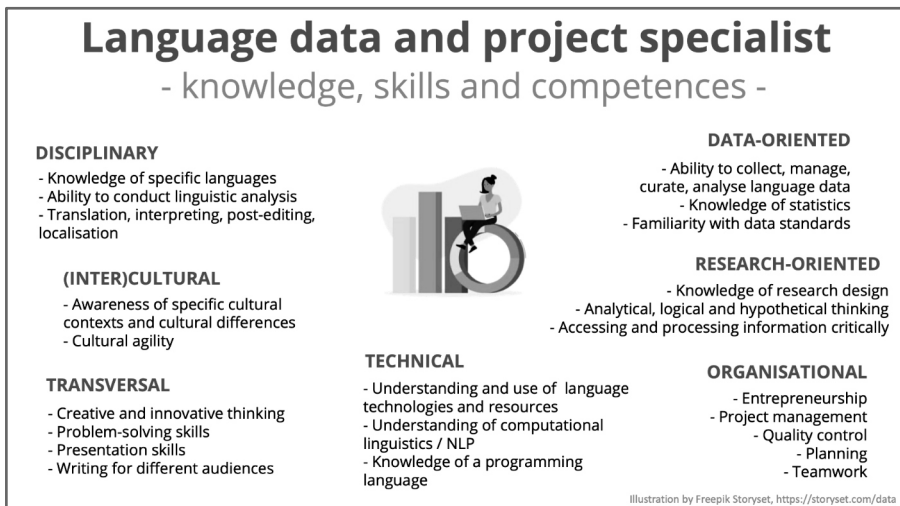 Language data and project specialist
- knowledge, skills and competences -
DISCIPLINARY
- Knowledge of specific languages
- Ability to conduct linguistic analysis
- Translation, interpreting, post-editing,
localisation
(INTER)CULTURAL
- Awareness of specific cultural
contexts and cultural differences
- Cultural agility
TRANSVERSAL
- Creative and innovative thinking
- Problem-solving skills
- Presentation skills
- Writing for different audiences
TECHNICAL
- Understanding and use of language
technologies and resources
- Understanding of computational
linguistics / NLP
- Knowledge of a programming
language
DATA-ORIENTED
- Ability to collect, manage,
curate, analyse language data
- Knowledge of statistics
- Familiarity with data standards
RESEARCH-ORIENTED
- Knowledge of research design
- Analytical, logical and hypothetical thinking
- Accessing and processing information critically
ORGANISATIONAL
- Entrepreneurship
- Project management
- Quality control
- Planning
- Teamwork
Illustration by Freepik Storyset, https://storyset.com/data